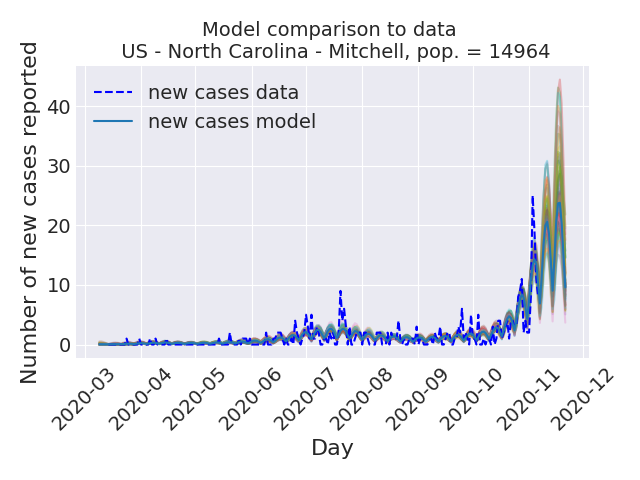 Model comparison to data
US - North Carolina - Mitchell, pop. = 14964
Number of new cases reported
40
30
20
10
0
new cases data
new cases model
2020-03
2020-04
2020-05
2020-06
2020-07
2020-08
2020-09
2020-10
2020-11
2020-12
Day